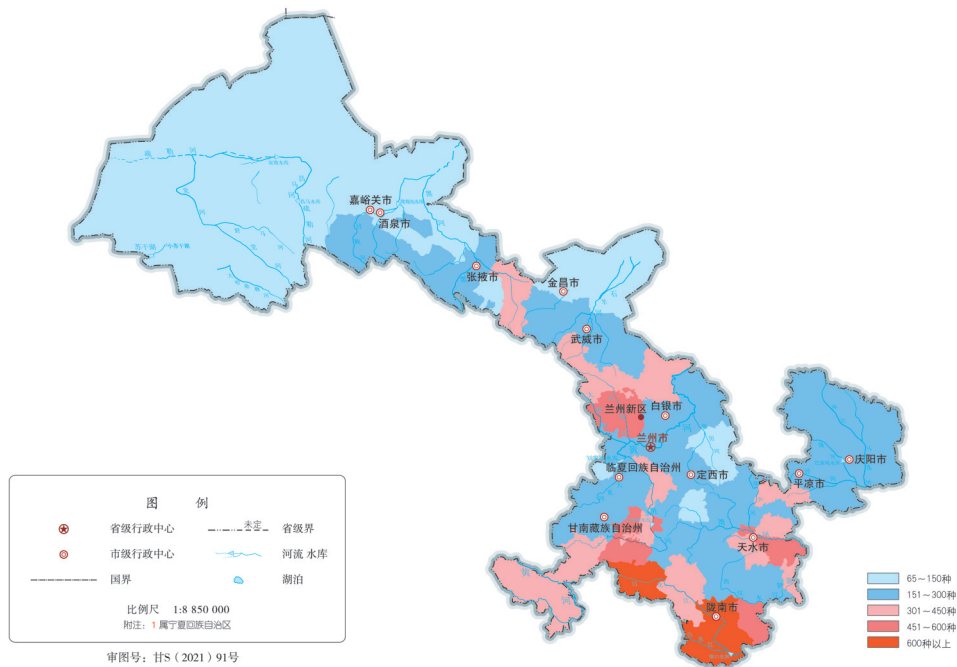 嘉峪关市
酒泉市
张掖市
金昌市
武威市
兰州新区
白银市
兰州市
临夏回族自治州
定西市
平凉市
庆阳市
甘南藏族自治州
天水市
陇南市
图 例
省级行政中心
未定
省级界
市级行政中心
河流 水库
国界
湖泊
比例尺 1:8 850 000
附注：1 属宁夏回族自治区
审图号：甘S（2021）91号
65～150种
151～300种
301～450种
451～600种
600种以上